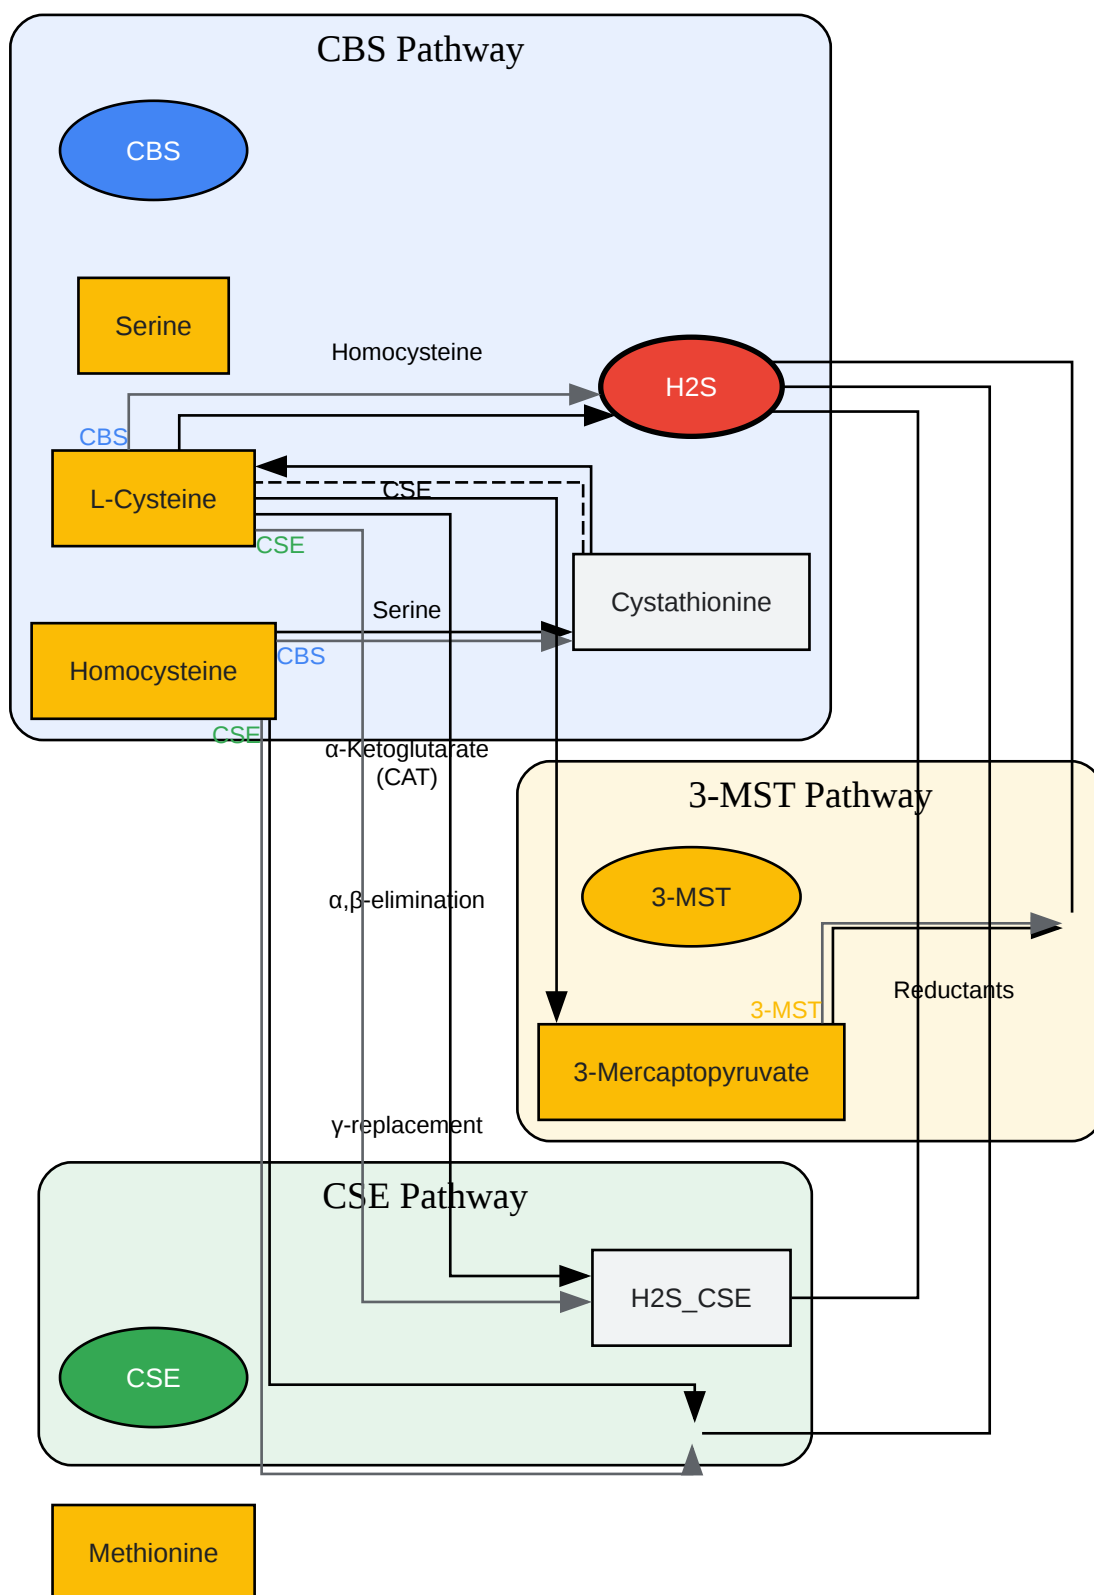 CBS Pathway
CBS
Serine
Homocysteine
H2S
CBS
L-Cysteine
CSE
CSE
Cystathionine
Serine
Homocysteine
CBS
CSE
α-Ketoglutarate
(CAT)
3-MST Pathway
3-MST
α,β-elimination
Reductants
3-MST
3-Mercaptopyruvate
γ-replacement
CSE Pathway
H2S_CSE
CSE
Methionine